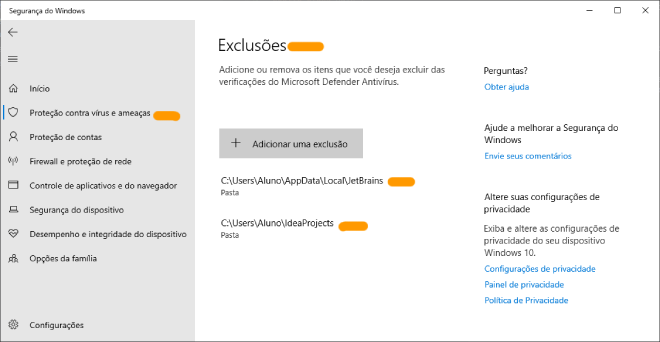 Segurança do Windows
Início
Proteção contra vírus e ameaças
Proteção de contas
Firewall e proteção de rede
Controle de aplicativos e do navegador
Segurança do dispositivo
Desempenho e integridade do dispositivo
Opções da família
Configurações
Exclusões
Adicione ou remova os itens que você deseja excluir das
verificações do Microsoft Defender Antivírus.
Adicionar uma exclusão
C:\Users\Aluno\AppData\Local\JetBrains
Pasta
C:\Users\Aluno\IdeaProjects
Pasta
Perguntas?
Obter ajuda
Ajude a melhorar a Segurança do
Windows
Envie seus comentários
Altere suas configurações de
privacidade
Exiba e altere as configurações de
privacidade do seu dispositivo
Windows 10.
Configurações de privacidade
Painel de privacidade
Política de Privacidade